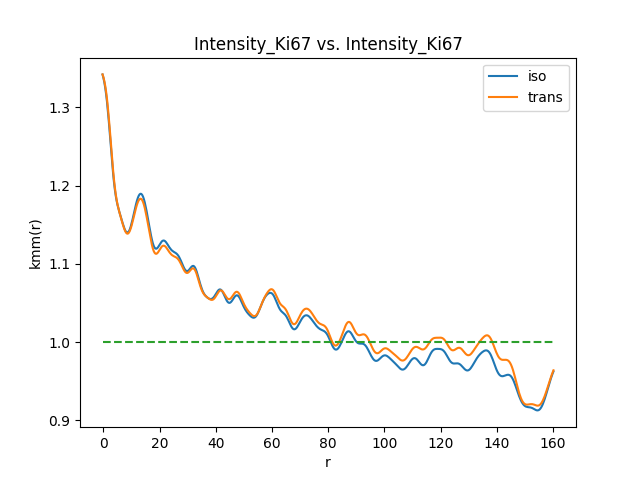 Intensity_Ki67 vs. Intensity_Ki67
iso
trans
1.3
1.2
1.1
1.0
0.9
kmm(r)
0 20 40 60 80 100 120 140 160
r